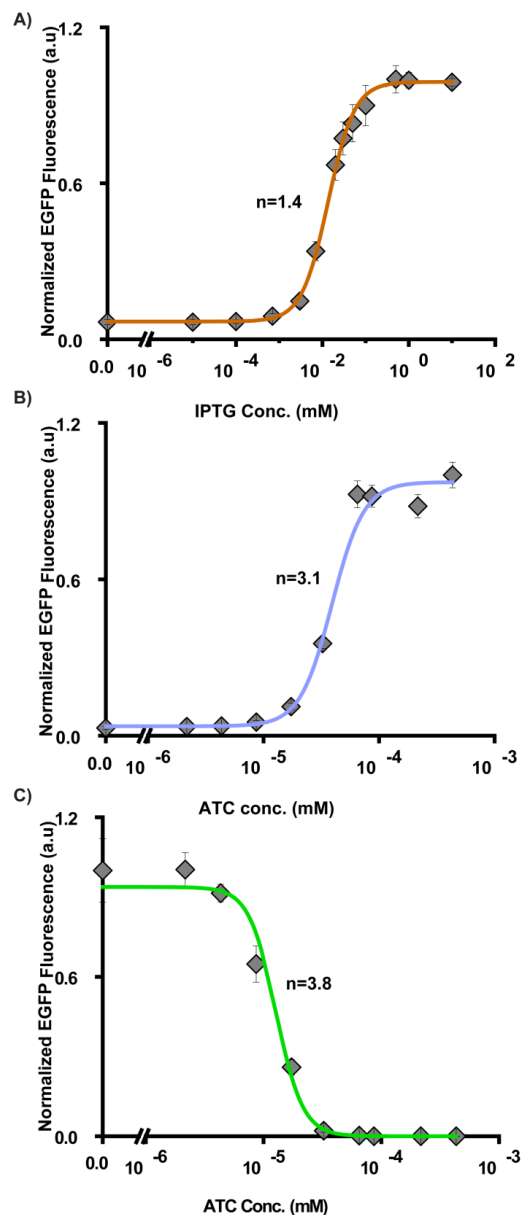 A)
Normalized EGFP Fluorescence (a.u)
1.2
0.6
0.0
n=1.4
0.0 10^-6 10^-4 10^-2 10^0 10^2
IPTG Conc. (mM)
B)
Normalized EGFP Fluorescence (a.u)
1.2
0.6
0.0
n=3.1
0.0 10^-6 10^-5 10^-4 10^-3
ATC conc. (mM)
C)
Normalized EGFP Fluorescence (a.u)
1.2
0.6
0.0
n=3.8
0.0 10^-6 10^-5 10^-4 10^-3
ATC Conc. (mM)